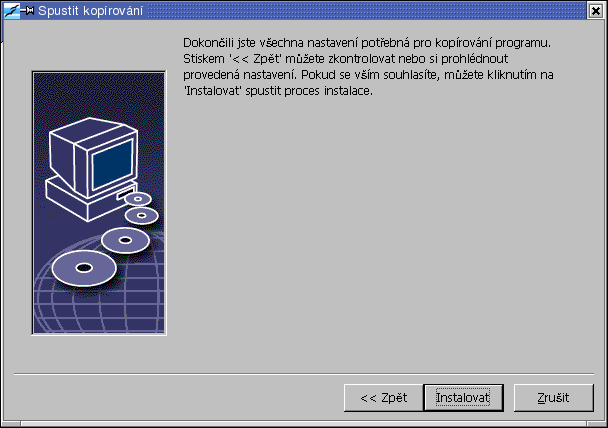 Spustit kopírování
Dokončili jste všechna nastavení potřebná pro kopírování programu.
Stiskem '<< Zpět' můžete zkontrolovat nebo si prohlédnout
provedená nastavení. Pokud se vším souhlasíte, můžete kliknutím na
'Instalovat' spustit proces instalace.
<< Zpět
Instalovat
Zrušit